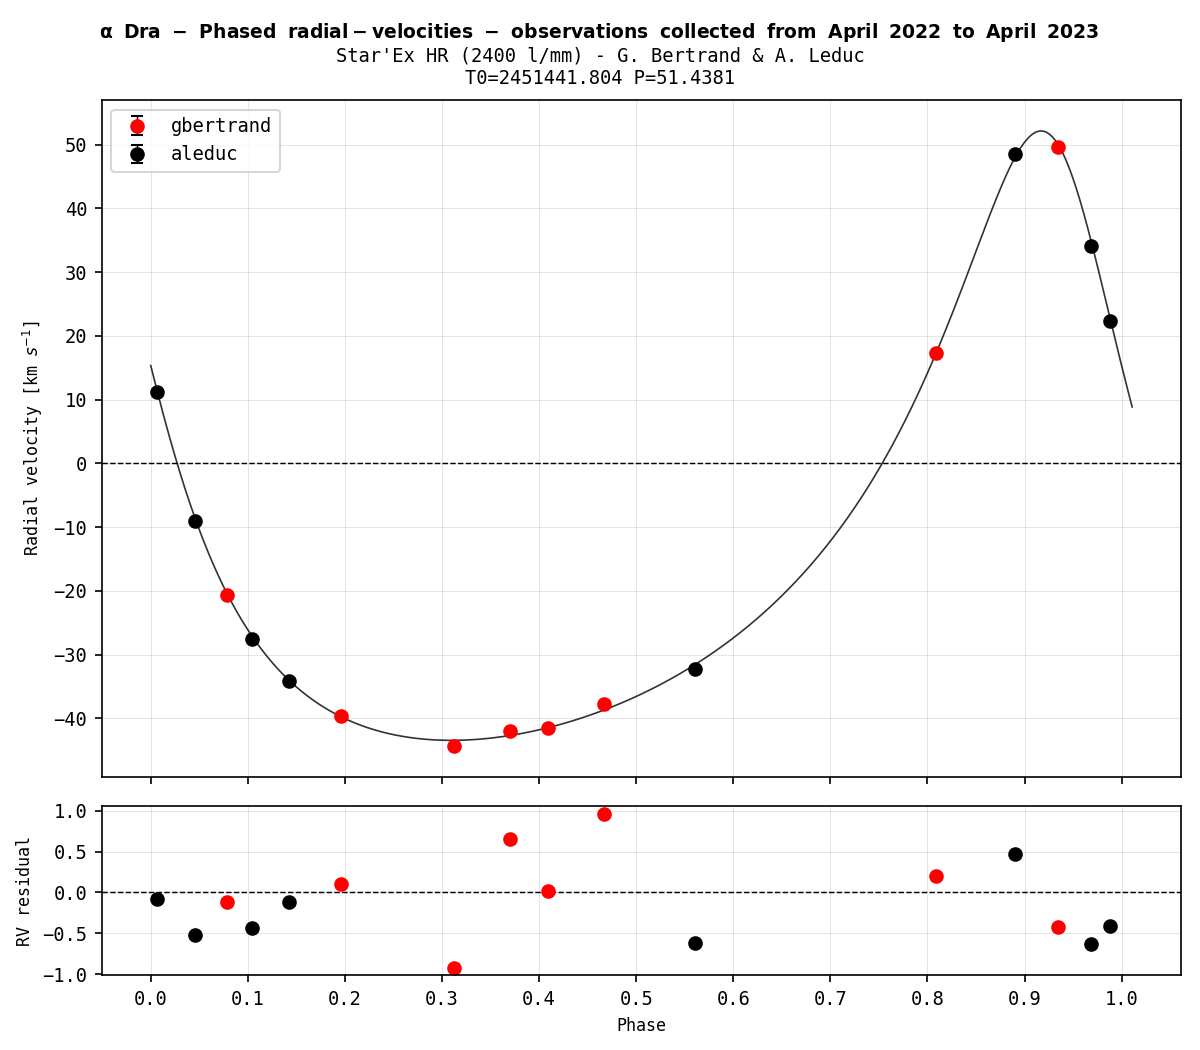 α Dra − Phased radial−velocities − observations collected from April 2022 to April 2023
Star'Ex HR (2400 l/mm) - G. Bertrand & A. Leduc
T0=2451441.804 P=51.4381
gbertrand
aleduc
50
40
30
20
10
0
−10
−20
−30
−40
Radial velocity [km s⁻¹]
1.0
0.5
0.0
−0.5
−1.0
RV residual
0.0 0.1 0.2 0.3 0.4 0.5 0.6 0.7 0.8 0.9 1.0
Phase